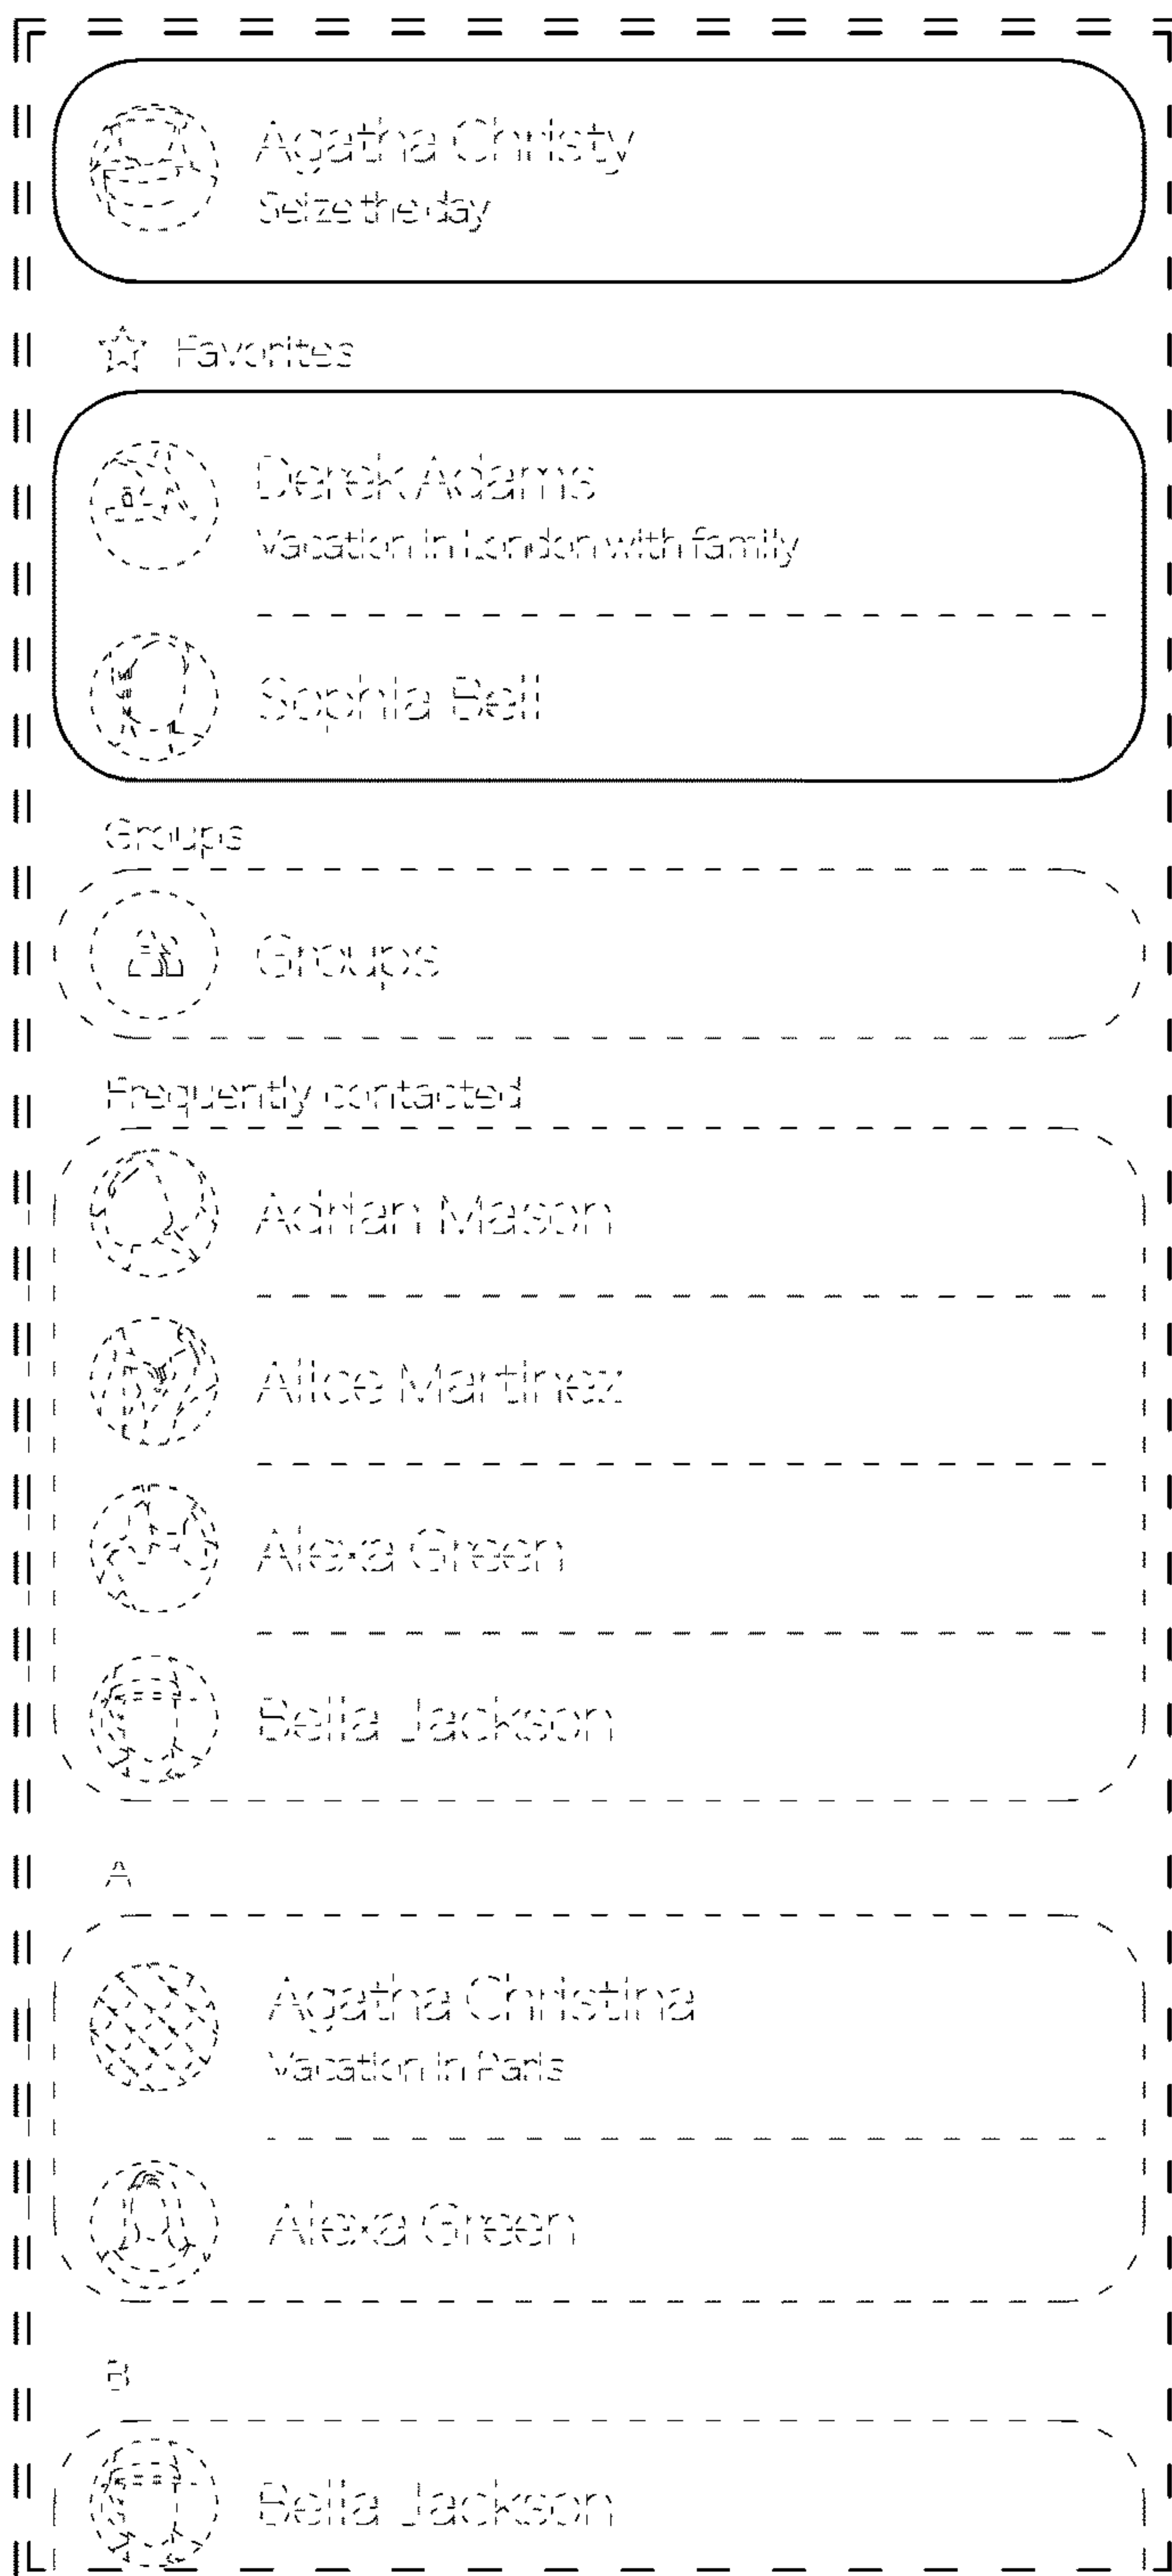 Agatha Christy
Seize the day
Favorites
Derek Adams
Vacation in London with family
Sophia Bell
Groups
Groups
Frequently contacted
Adrian Mason
Alice Martinez
Alexa Green
Bella Jackson
A
Agatha Christina
Vacation in Paris
Alexa Green
B
Bella Jackson